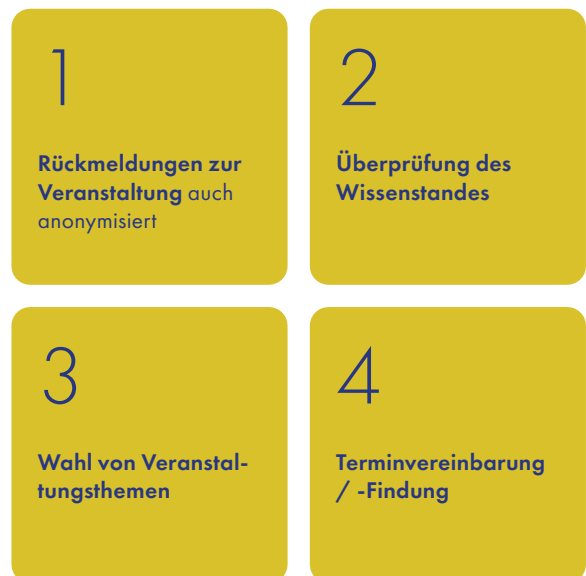 1
Rückmeldungen zur
Veranstaltung auch
anonymisiert
2
Überprüfung des
Wissenstandes
3
Wahl von Veranstal-
tungsthemen
4
Terminvereinbarung
/ -Findung